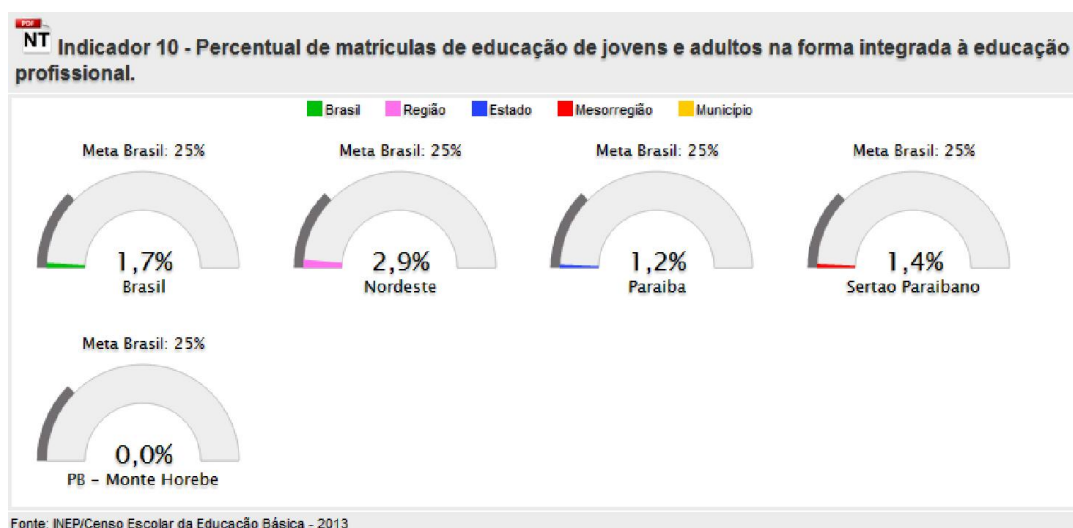 PDF
NT Indicador 10 - Percentual de matrículas de educação de jovens e adultos na forma integrada à educação
profissional.
Brasil Região Estado Mesorregião Município
Meta Brasil: 25% Meta Brasil: 25% Meta Brasil: 25% Meta Brasil: 25%
1,7% 2,9% 1,2% 1,4%
Brasil Nordeste Paraiba Sertao Paraibano
Meta Brasil: 25%
0,0%
PB - Monte Horebe
Fonte: INEP/Censo Escolar da Educação Básica - 2013